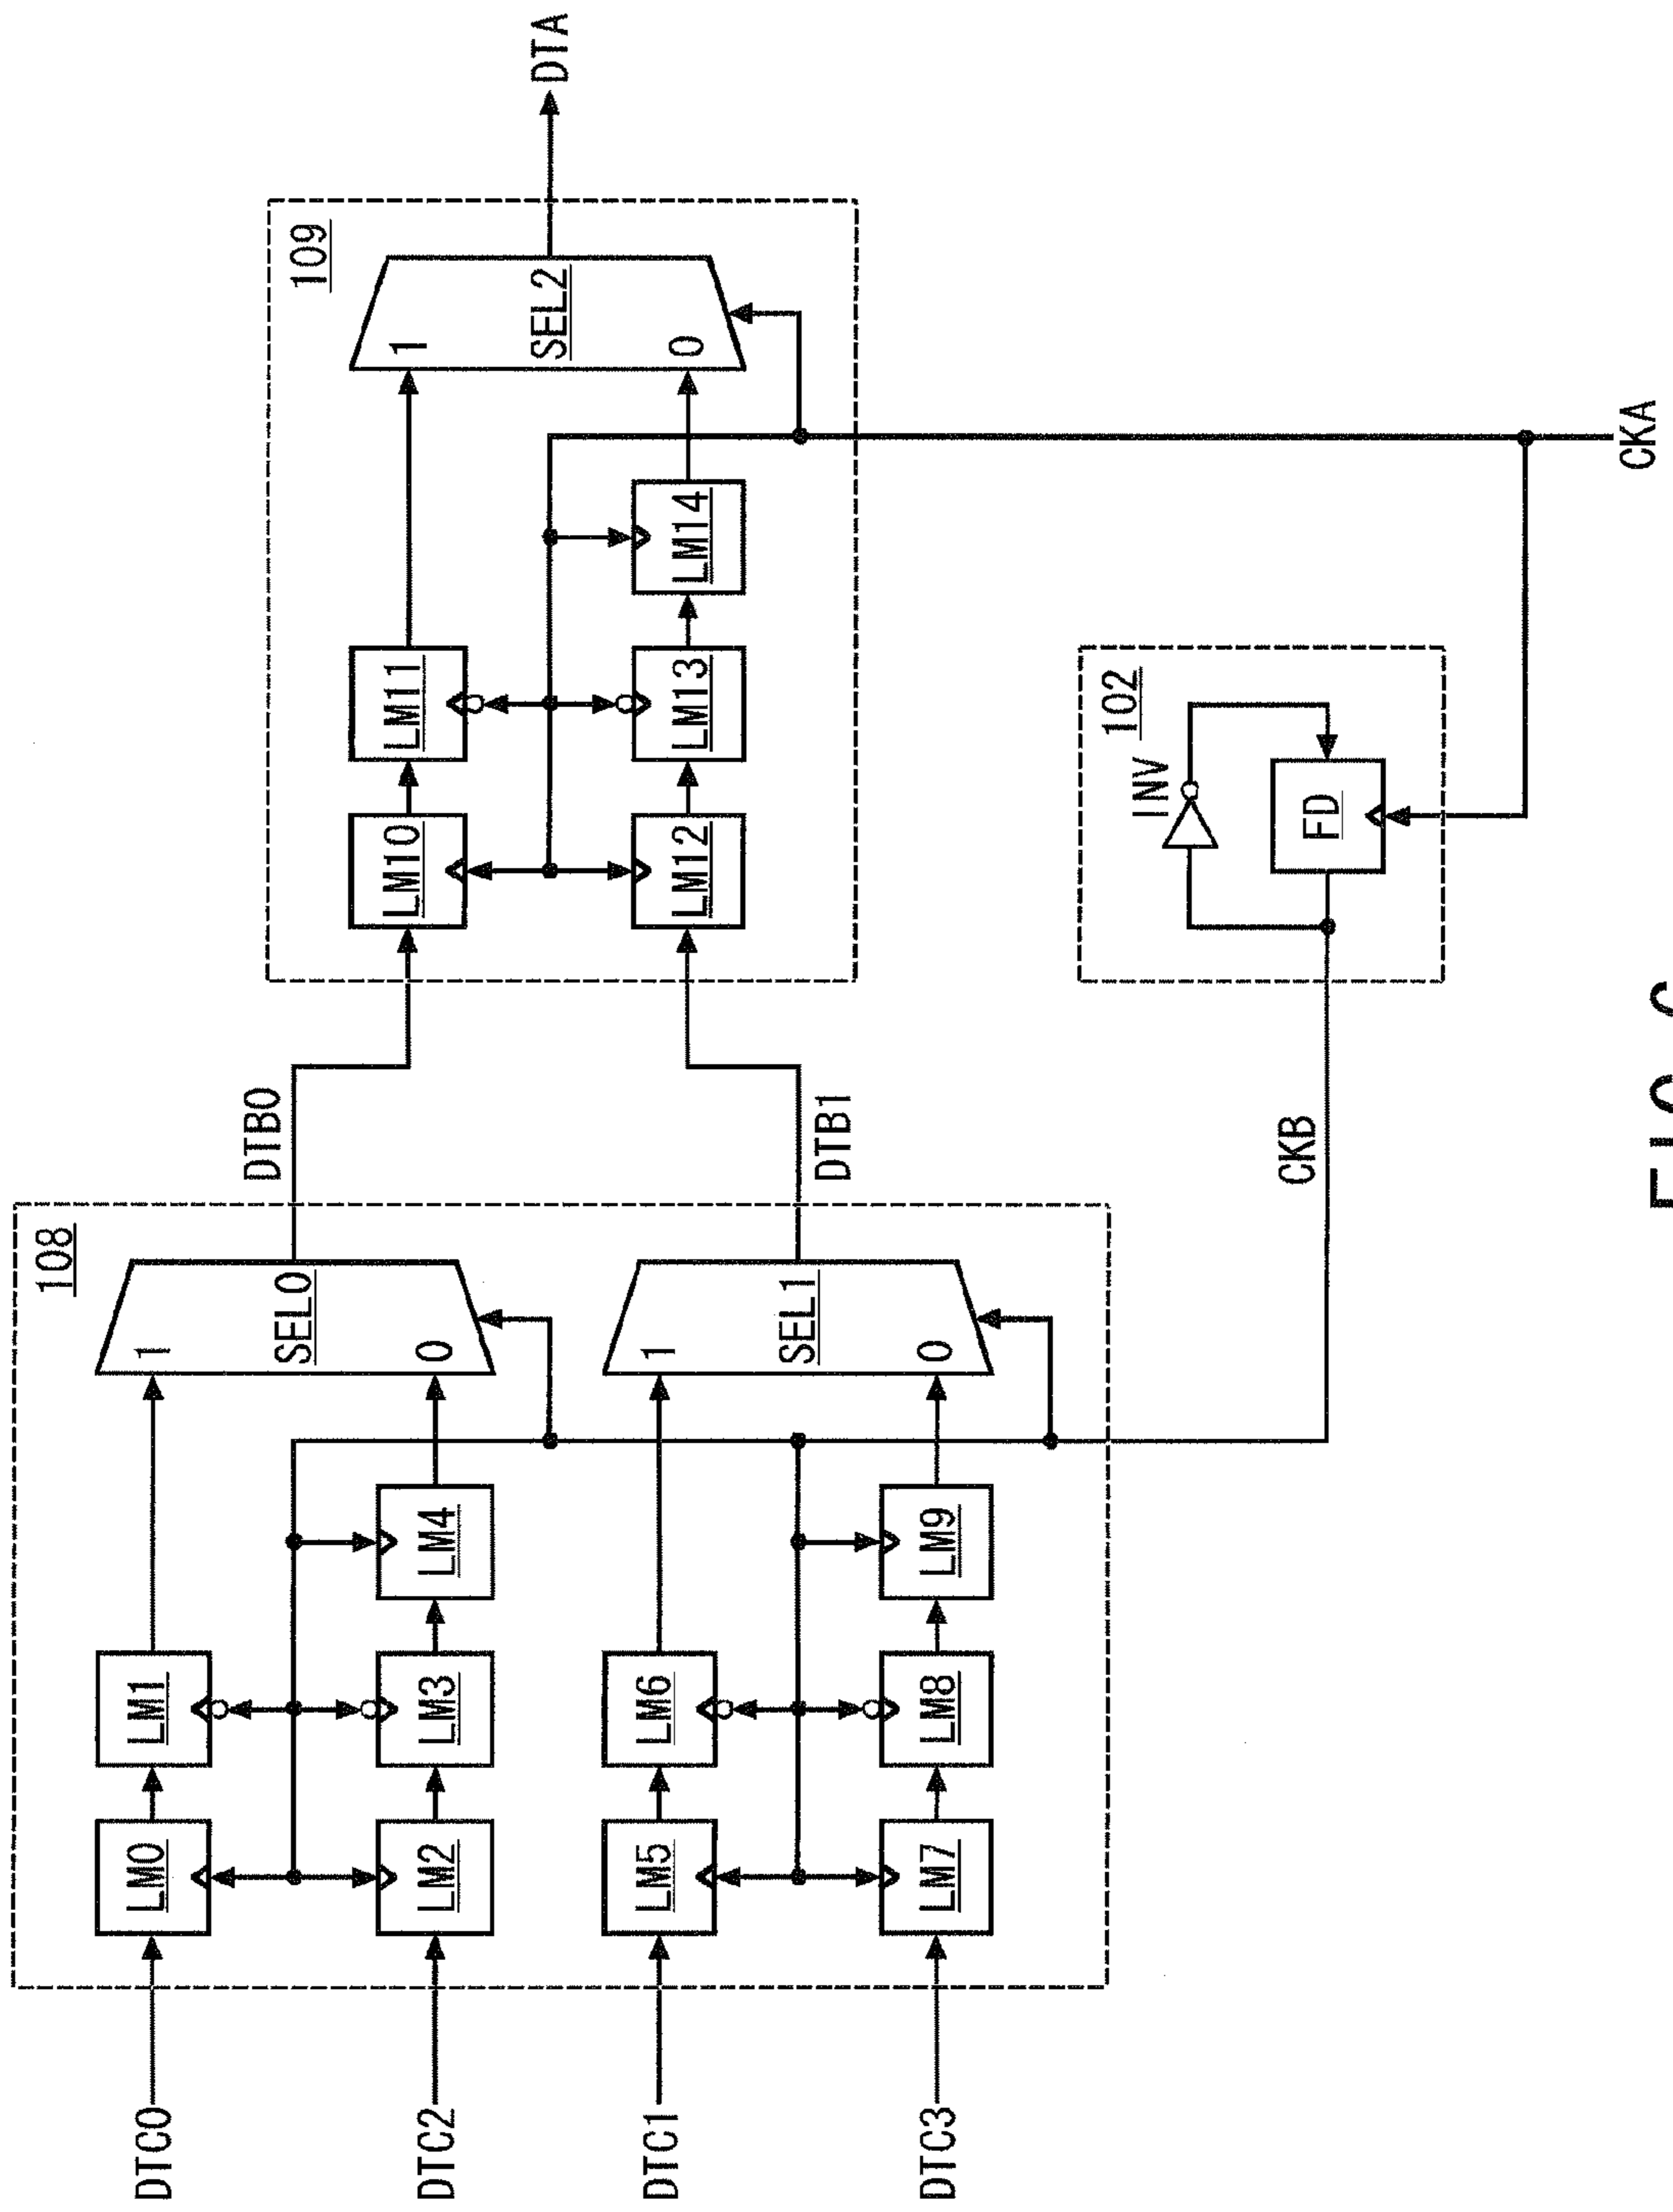 DTC0
DTC2
DTC1
DTC3
108
LM0
LM1
LM2
LM3
LM4
1
SEL0
0
LM5
LM6
LM7
LM8
LM9
1
SEL1
0
DTB0
DTB1
CKB
109
LM10
LM11
LM12
LM13
LM14
1
SEL2
0
DTA
102
INV
FD
CKA